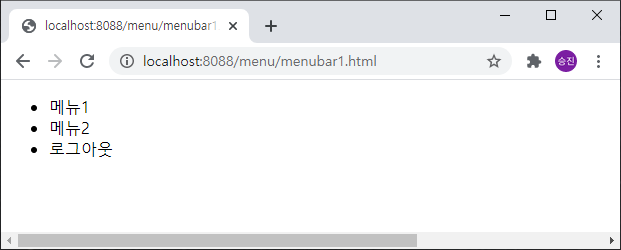 localhost:8088/menu/menubar1
localhost:8088/menu/menubar1.html
승진
메뉴1
메뉴2
로그아웃